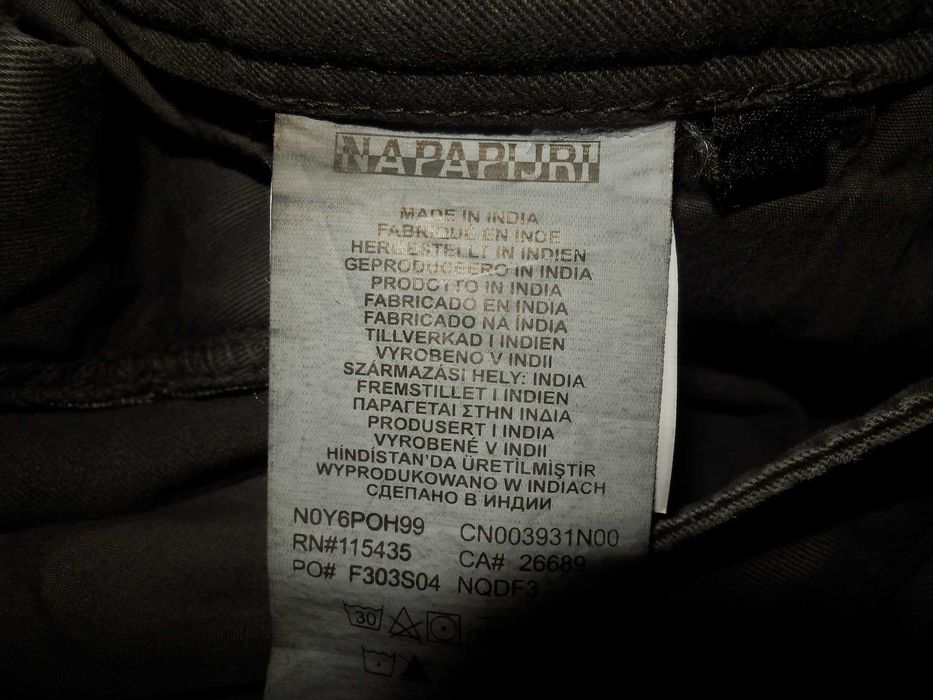 NAPAPIJRI
MADE IN INDIA
FABRIQUÉ EN INDE
HERGESTELLT IN INDIEN
GEPRODUCEERD IN INDIA
PRODOTTO IN INDIA
FABRICADO EN INDIA
FABRICADO NA ÍNDIA
TILLVERKAD I INDIEN
VYROBENO V INDII
SZÁRMAZÁSI HELY: INDIA
FREMSTILLET I INDIEN
ΠΑΡΑΓΕΤΑΙ ΣΤΗΝ ΙΝΔΙΑ
PRODUSERT I INDIA
VYROBENÉ V INDII
HİNDİSTAN'DA ÜRETİLMİŞTİR
WYPRODUKOWANO W INDIACH
СДЕЛАНО В ИНДИИ
N0Y6POH99 CN003931N00
RN#115435 CA# 26689
PO# F303S04 NQDF3
30